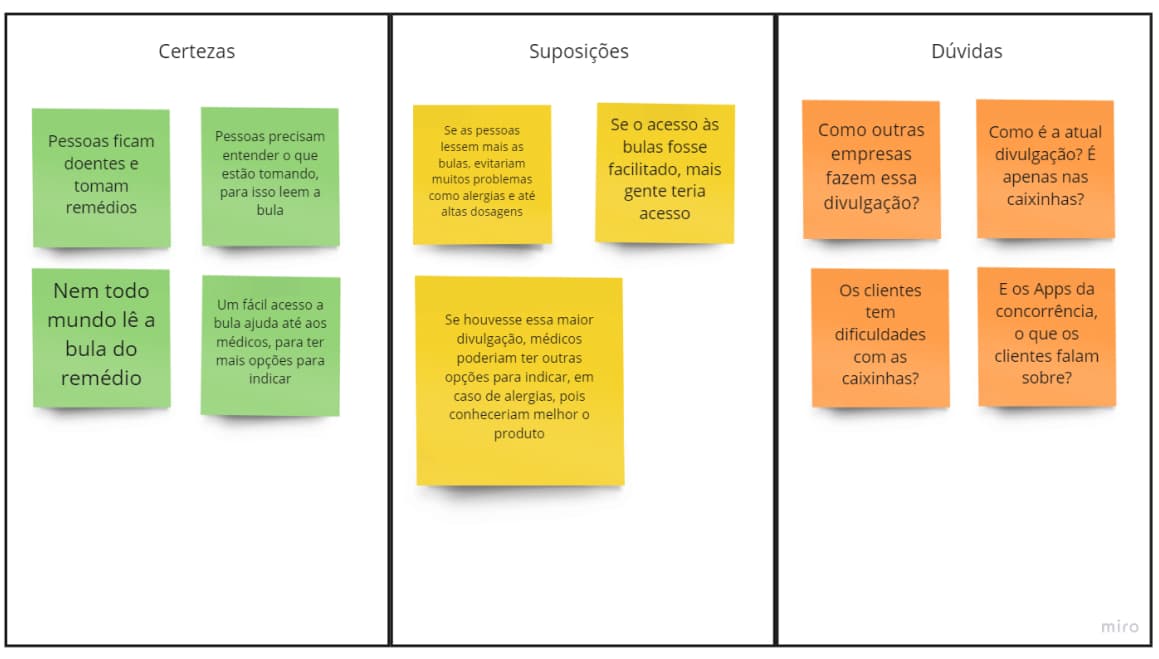 Certezas
Pessoas ficam
doentes e
tomam
remédios
Pessoas precisam
entender o que
estão tomando,
para isso leem a
bula
Nem todo
mundo lê a
bula do
remédio
Um fácil acesso a
bula ajuda até aos
médicos, para ter
mais opções para
indicar
Suposições
Se as pessoas
lessem mais as
bulas, evitariam
muitos problemas
como alergias e até
altas dosagens
Se o acesso às
bulas fosse
facilitado, mais
gente teria
acesso
Se houvesse essa maior
divulgação, médicos
poderiam ter outras
opções para indicar, em
caso de alergias, pois
conheceriam melhor o
produto
Dúvidas
Como outras
empresas
fazem essa
divulgação?
Como é a atual
divulgação? É
apenas nas
caixinhas?
Os clientes
tem
dificuldades
com as
caixinhas?
E os Apps da
concorrência,
o que os
clientes falam
sobre?
miro